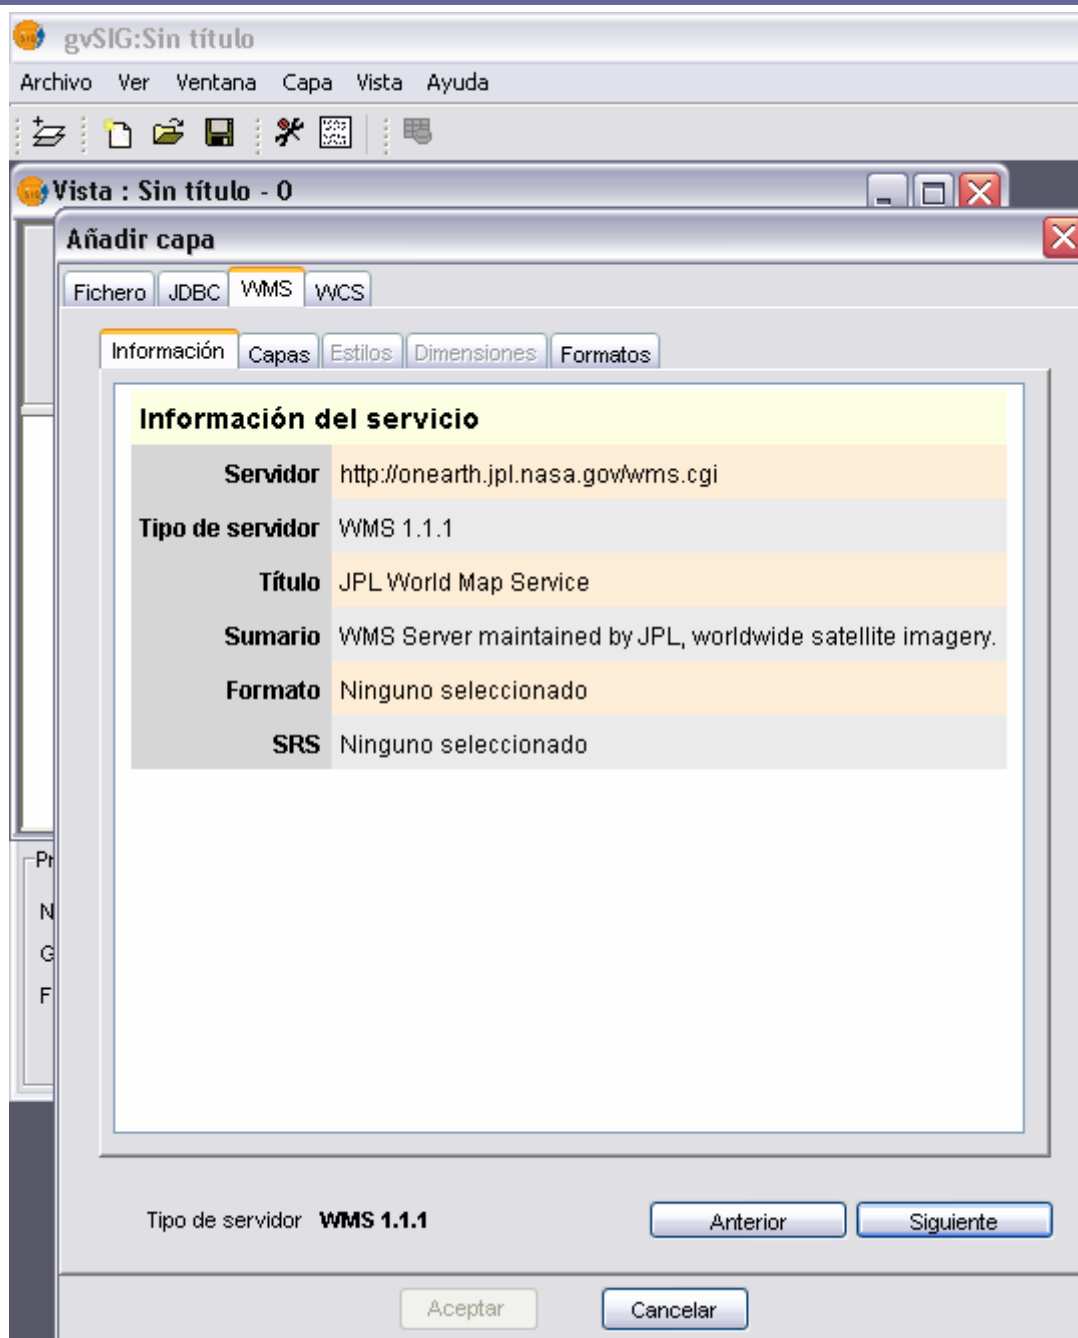 gvSIG:Sin título
Archivo Ver Ventana Capa Vista Ayuda
Vista : Sin título - 0
Añadir capa
Fichero JDBC WMS WCS
Información Capas Estilos Dimensiones Formatos
Información del servicio
Servidor http://onearth.jpl.nasa.gov/wms.cgi
Tipo de servidor WMS 1.1.1
Título JPL World Map Service
Sumario WMS Server maintained by JPL, worldwide satellite imagery.
Formato Ninguno seleccionado
SRS Ninguno seleccionado
Pr
N
G
F
Tipo de servidor WMS 1.1.1
Anterior Siguiente
Aceptar Cancelar